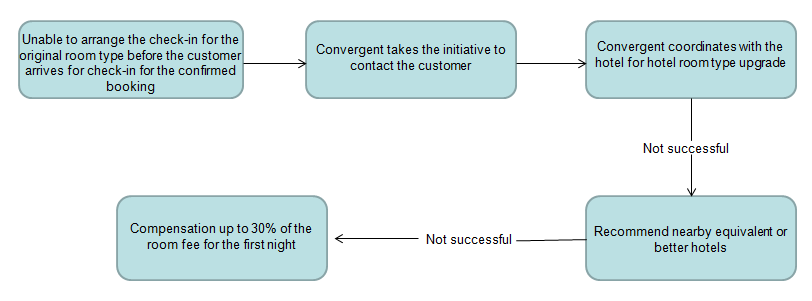 Unable to arrange the check-in for the
original room type before the customer
arrives for check-in for the confirmed
booking
Convergent takes the initiative to
contact the customer
Convergent coordinates with the
hotel for hotel room type upgrade
Not successful
Recommend nearby equivalent or
better hotels
Not successful
Compensation up to 30% of the
room fee for the first night